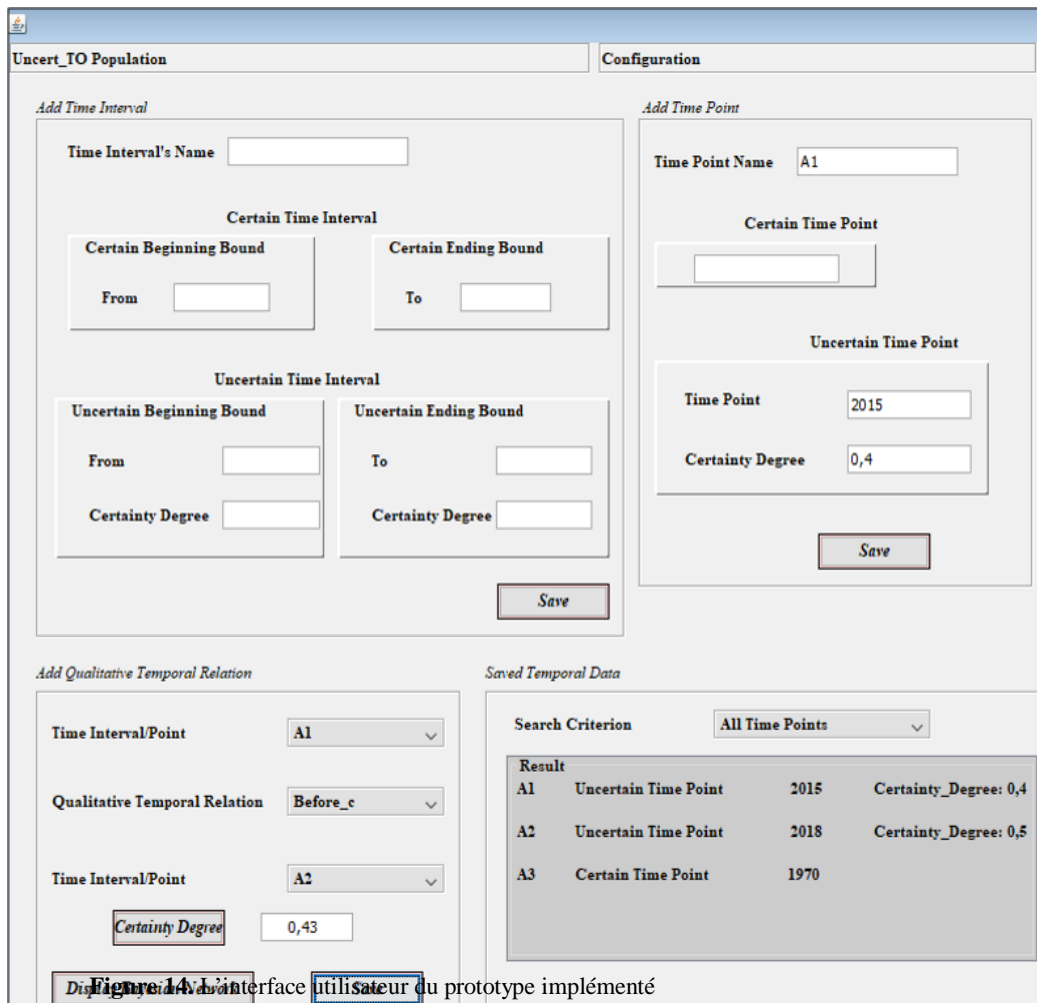 Uncert_TO Population
Configuration
Add Time Interval
Time Interval's Name
Certain Time Interval
Certain Beginning Bound
From
Certain Ending Bound
To
Uncertain Time Interval
Uncertain Beginning Bound
From
Certainty Degree
Uncertain Ending Bound
To
Certainty Degree
Save
Add Time Point
Time Point Name A1
Certain Time Point
Uncertain Time Point
Time Point 2015
Certainty Degree 0,4
Save
Add Qualitative Temporal Relation
Time Interval/Point A1
Qualitative Temporal Relation Before_c
Time Interval/Point A2
Certainty Degree 0,43
Display Bayesian Network Save
Saved Temporal Data
Search Criterion All Time Points
Result
A1 Uncertain Time Point 2015 Certainty_Degree: 0,4
A2 Uncertain Time Point 2018 Certainty_Degree: 0,5
A3 Certain Time Point 1970
Figure 14. L'interface utilisateur du prototype implémenté